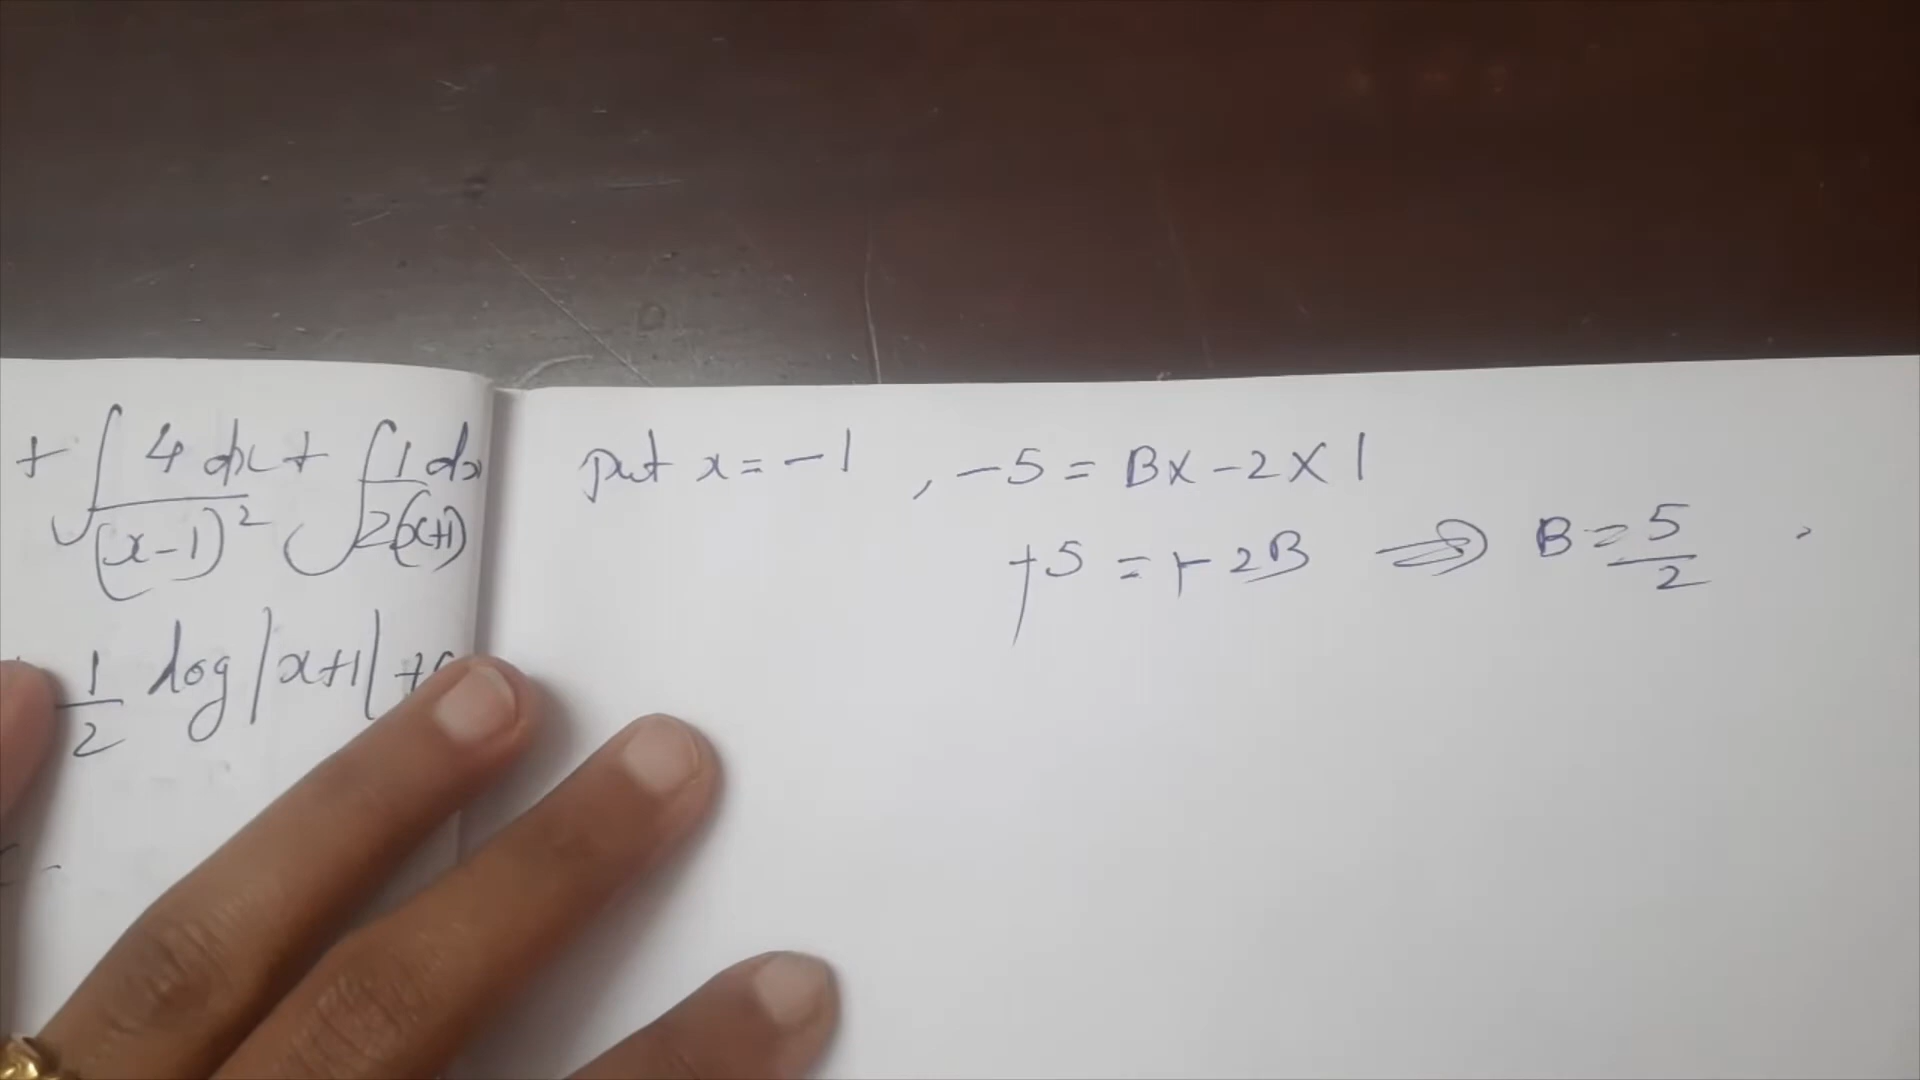 + ∫ 4 dx / (x-1)² + ∫ 1 dx / 2(x+1)
1/2 log |x+1| +
put x = -1 , -5 = B X -2 X 1
+5 = + 2B ⇒ B = 5/2